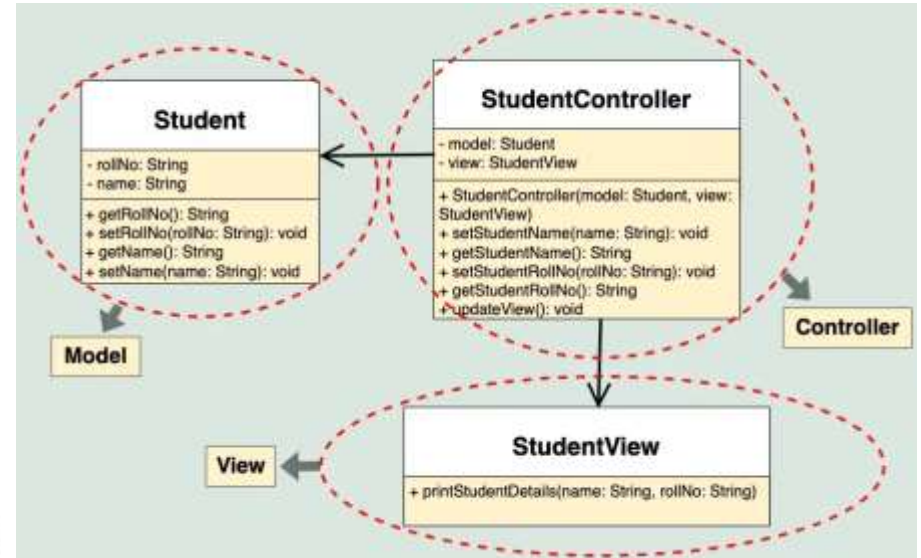 Student
- rollNo: String
- name: String
+ getRollNo(): String
+ setRollNo(rollNo: String): void
+ getName(): String
+ setName(name: String): void
Model
StudentController
- model: Student
- view: StudentView
+ StudentController(model: Student, view:
StudentView)
+ setStudentName(name: String): void
+ getStudentName(): String
+ setStudentRollNo(rollNo: String): void
+ getStudentRollNo(): String
+ updateView(): void
Controller
View
StudentView
+ printStudentDetails(name: String, rollNo: String)